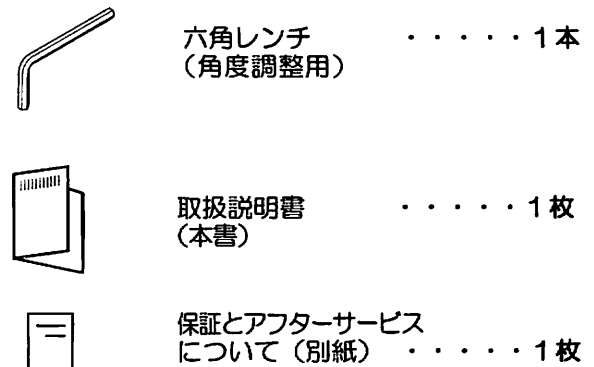 六角レンチ ・・・・・1本
（角度調整用）
取扱説明書 ・・・・・1枚
（本書）
保証とアフターサービス
について（別紙） ・・・・・1枚